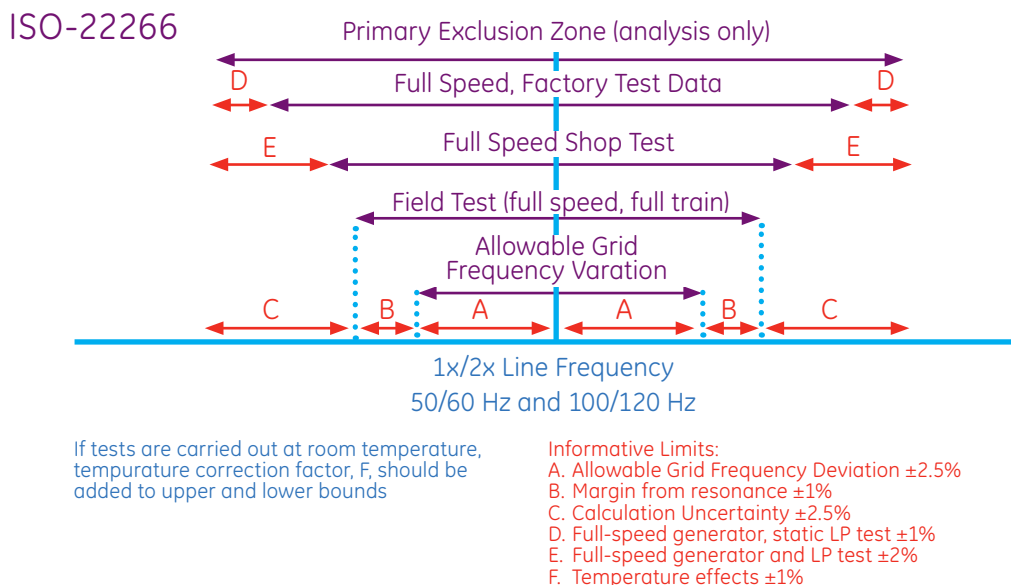 ISO-22266
Primary Exclusion Zone (analysis only)
D
Full Speed, Factory Test Data
D
E
Full Speed Shop Test
E
Field Test (full speed, full train)
Allowable Grid
Frequency Varation
C
B
A
A
B
C
1x/2x Line Frequency
50/60 Hz and 100/120 Hz
If tests are carried out at room temperature,
tempurature correction factor, F, should be
added to upper and lower bounds
Informative Limits:
A. Allowable Grid Frequency Deviation ±2.5%
B. Margin from resonance ±1%
C. Calculation Uncertainty ±2.5%
D. Full-speed generator, static LP test ±1%
E. Full-speed generator and LP test ±2%
F. Temperature effects ±1%